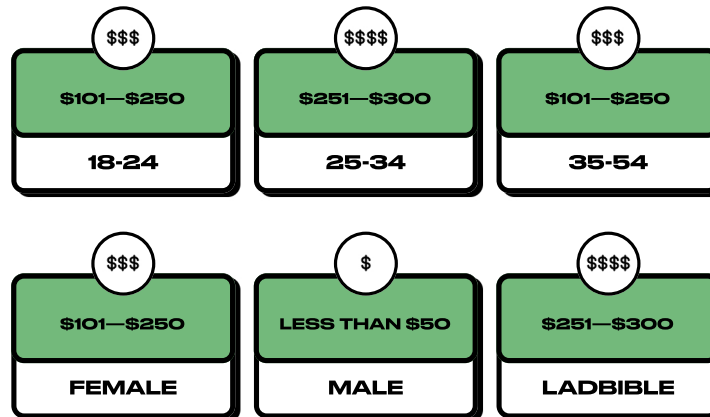 $$$ $$$$ $$$
$101—$250 $251—$300 $101—$250
18-24 25-34 35-54
$$$ $ $$$$
$101—$250 LESS THAN $50 $251—$300
FEMALE MALE LADBIBLE